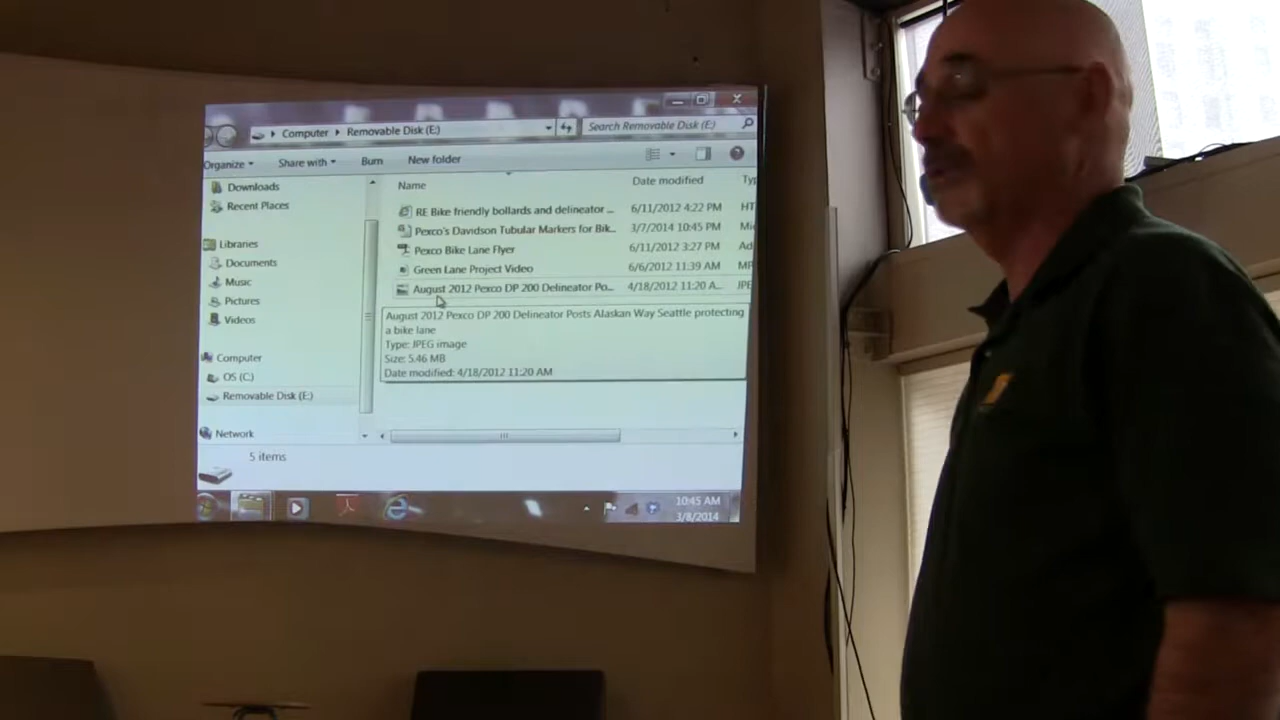 Computer ▸ Removable Disk (E:)
Search Removable Disk (E:)
Organize
Share with
Burn
New folder
Downloads
Recent Places
Libraries
Documents
Music
Pictures
Videos
Computer
OS (C:)
Removable Disk (E:)
Network
Name Date modified Typ
RE Bike friendly bollards and delineator ... 6/11/2012 4:22 PM HT
Pexco's Davidson Tubular Markers for Bik... 3/7/2014 10:45 PM Mi
Pexco Bike Lane Flyer 6/11/2012 3:27 PM Ad
Green Lane Project Video 6/6/2012 11:39 AM MP
August 2012 Pexco DP 200 Delineator Po... 4/18/2012 11:20 A... JPE
August 2012 Pexco DP 200 Delineator Posts Alaskan Way Seattle protecting
a bike lane
Type: JPEG image
Size: 5.46 MB
Date modified: 4/18/2012 11:20 AM
5 items
10:45 AM
3/8/2014